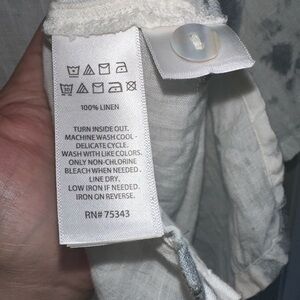 100% LINEN
TURN INSIDE OUT.
MACHINE WASH COOL -
DELICATE CYCLE.
WASH WITH LIKE COLORS.
ONLY NON-CHLORINE
BLEACH WHEN NEEDED.
LINE DRY.
LOW IRON IF NEEDED.
IRON ON REVERSE.
RN# 75343